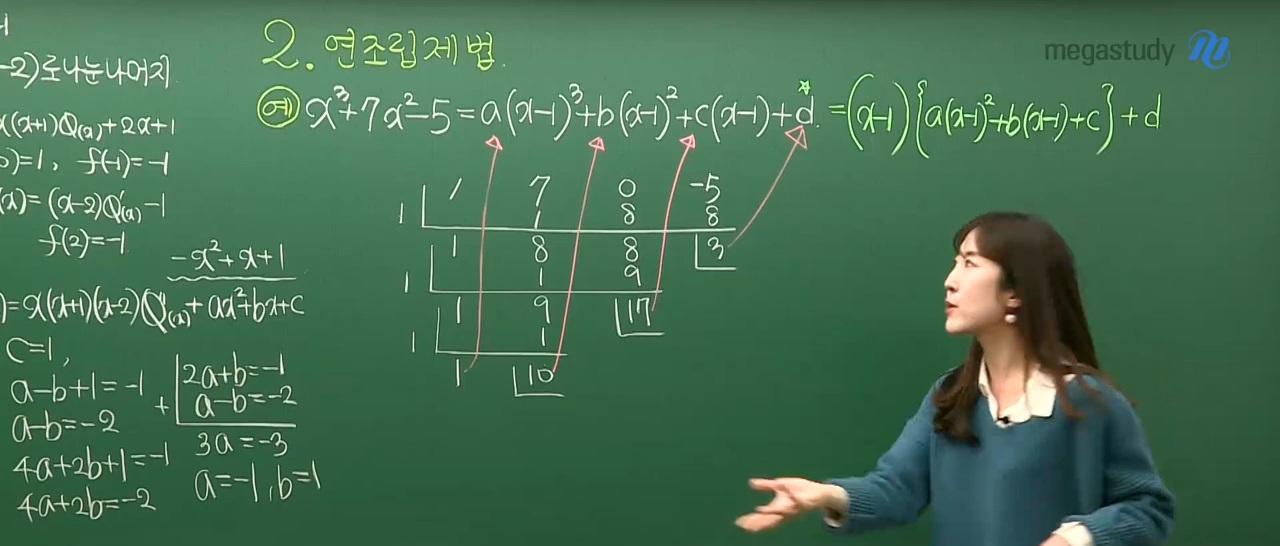 -2)로나눈나머지
x(x+1)Q(x)+2x+1
)=1, f(-1)=-1
(x)=(x-2)Q'(x)-1
f(2)=-1
-x²+x+1
)=x(x+1)(x-2)Q''(x)+ax²+bx+c
c=1,
a-b+1=-1
a-b=-2
4a+2b+1=-1
4a+2b=-2
2a+b=-1
+ a-b=-2
3a=-3
a=-1, b=1
2. 연조립제법
megastudy
예 x³+7x²-5=a(x-1)³+b(x-1)²+c(x-1)+d =(x-1){a(x-1)²+b(x-1)+c}+d
1 7 0 -5
1 1 8 8
1 8 8 3
1 1 9
1 9 17
1 1
1 10